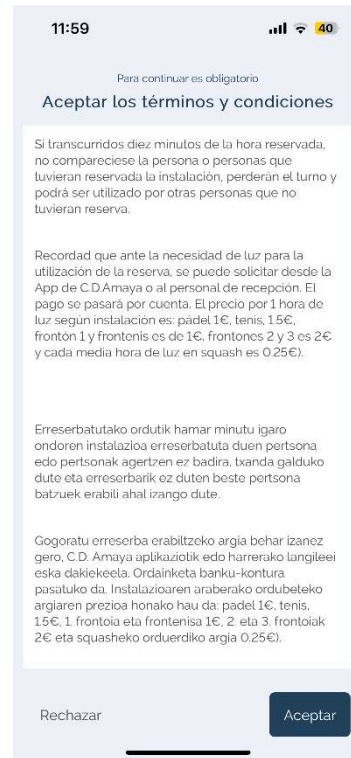 11:59
40
Para continuar es obligatorio
Aceptar los términos y condiciones
Si transcurridos diez minutos de la hora reservada,
no compareciese la persona o personas que
tuvieran reservada la instalación, perderán el turno y
podrá ser utilizado por otras personas que no
tuvieran reserva.
Recordad que ante la necesidad de luz para la
utilización de la reserva, se puede solicitar desde la
App de C.D.Amaya o al personal de recepción. El
pago se pasará por cuenta. El precio por 1 hora de
luz según instalación es: pádel 1€, tenis, 1.5€,
frontón 1 y frontenis es de 1€, frontones 2 y 3 es 2€
y cada media hora de luz en squash es 0.25€).
Erreserbatutako ordutik hamar minutu igaro
ondoren instalazioa erreserbatuta duen pertsona
edo pertsonak agertzen ez badira, txanda galduko
dute eta erreserbarik ez duten beste pertsona
batzuek erabili ahal izango dute.
Gogoratu erreserba erabiltzeko argia behar izanez
gero, C.D. Amaya aplikaziotik edo harrerako langileei
eska dakiekeela. Ordainketa banku-kontura
pasatuko da. Instalazioaren araberako ordubeteko
argiaren prezioa honako hau da: padel 1€, tenis,
1.5€, 1. frontoia eta frontenisa 1€, 2. eta 3. frontoiak
2€ eta squasheko orduerdiko argia 0.25€).
Rechazar
Aceptar